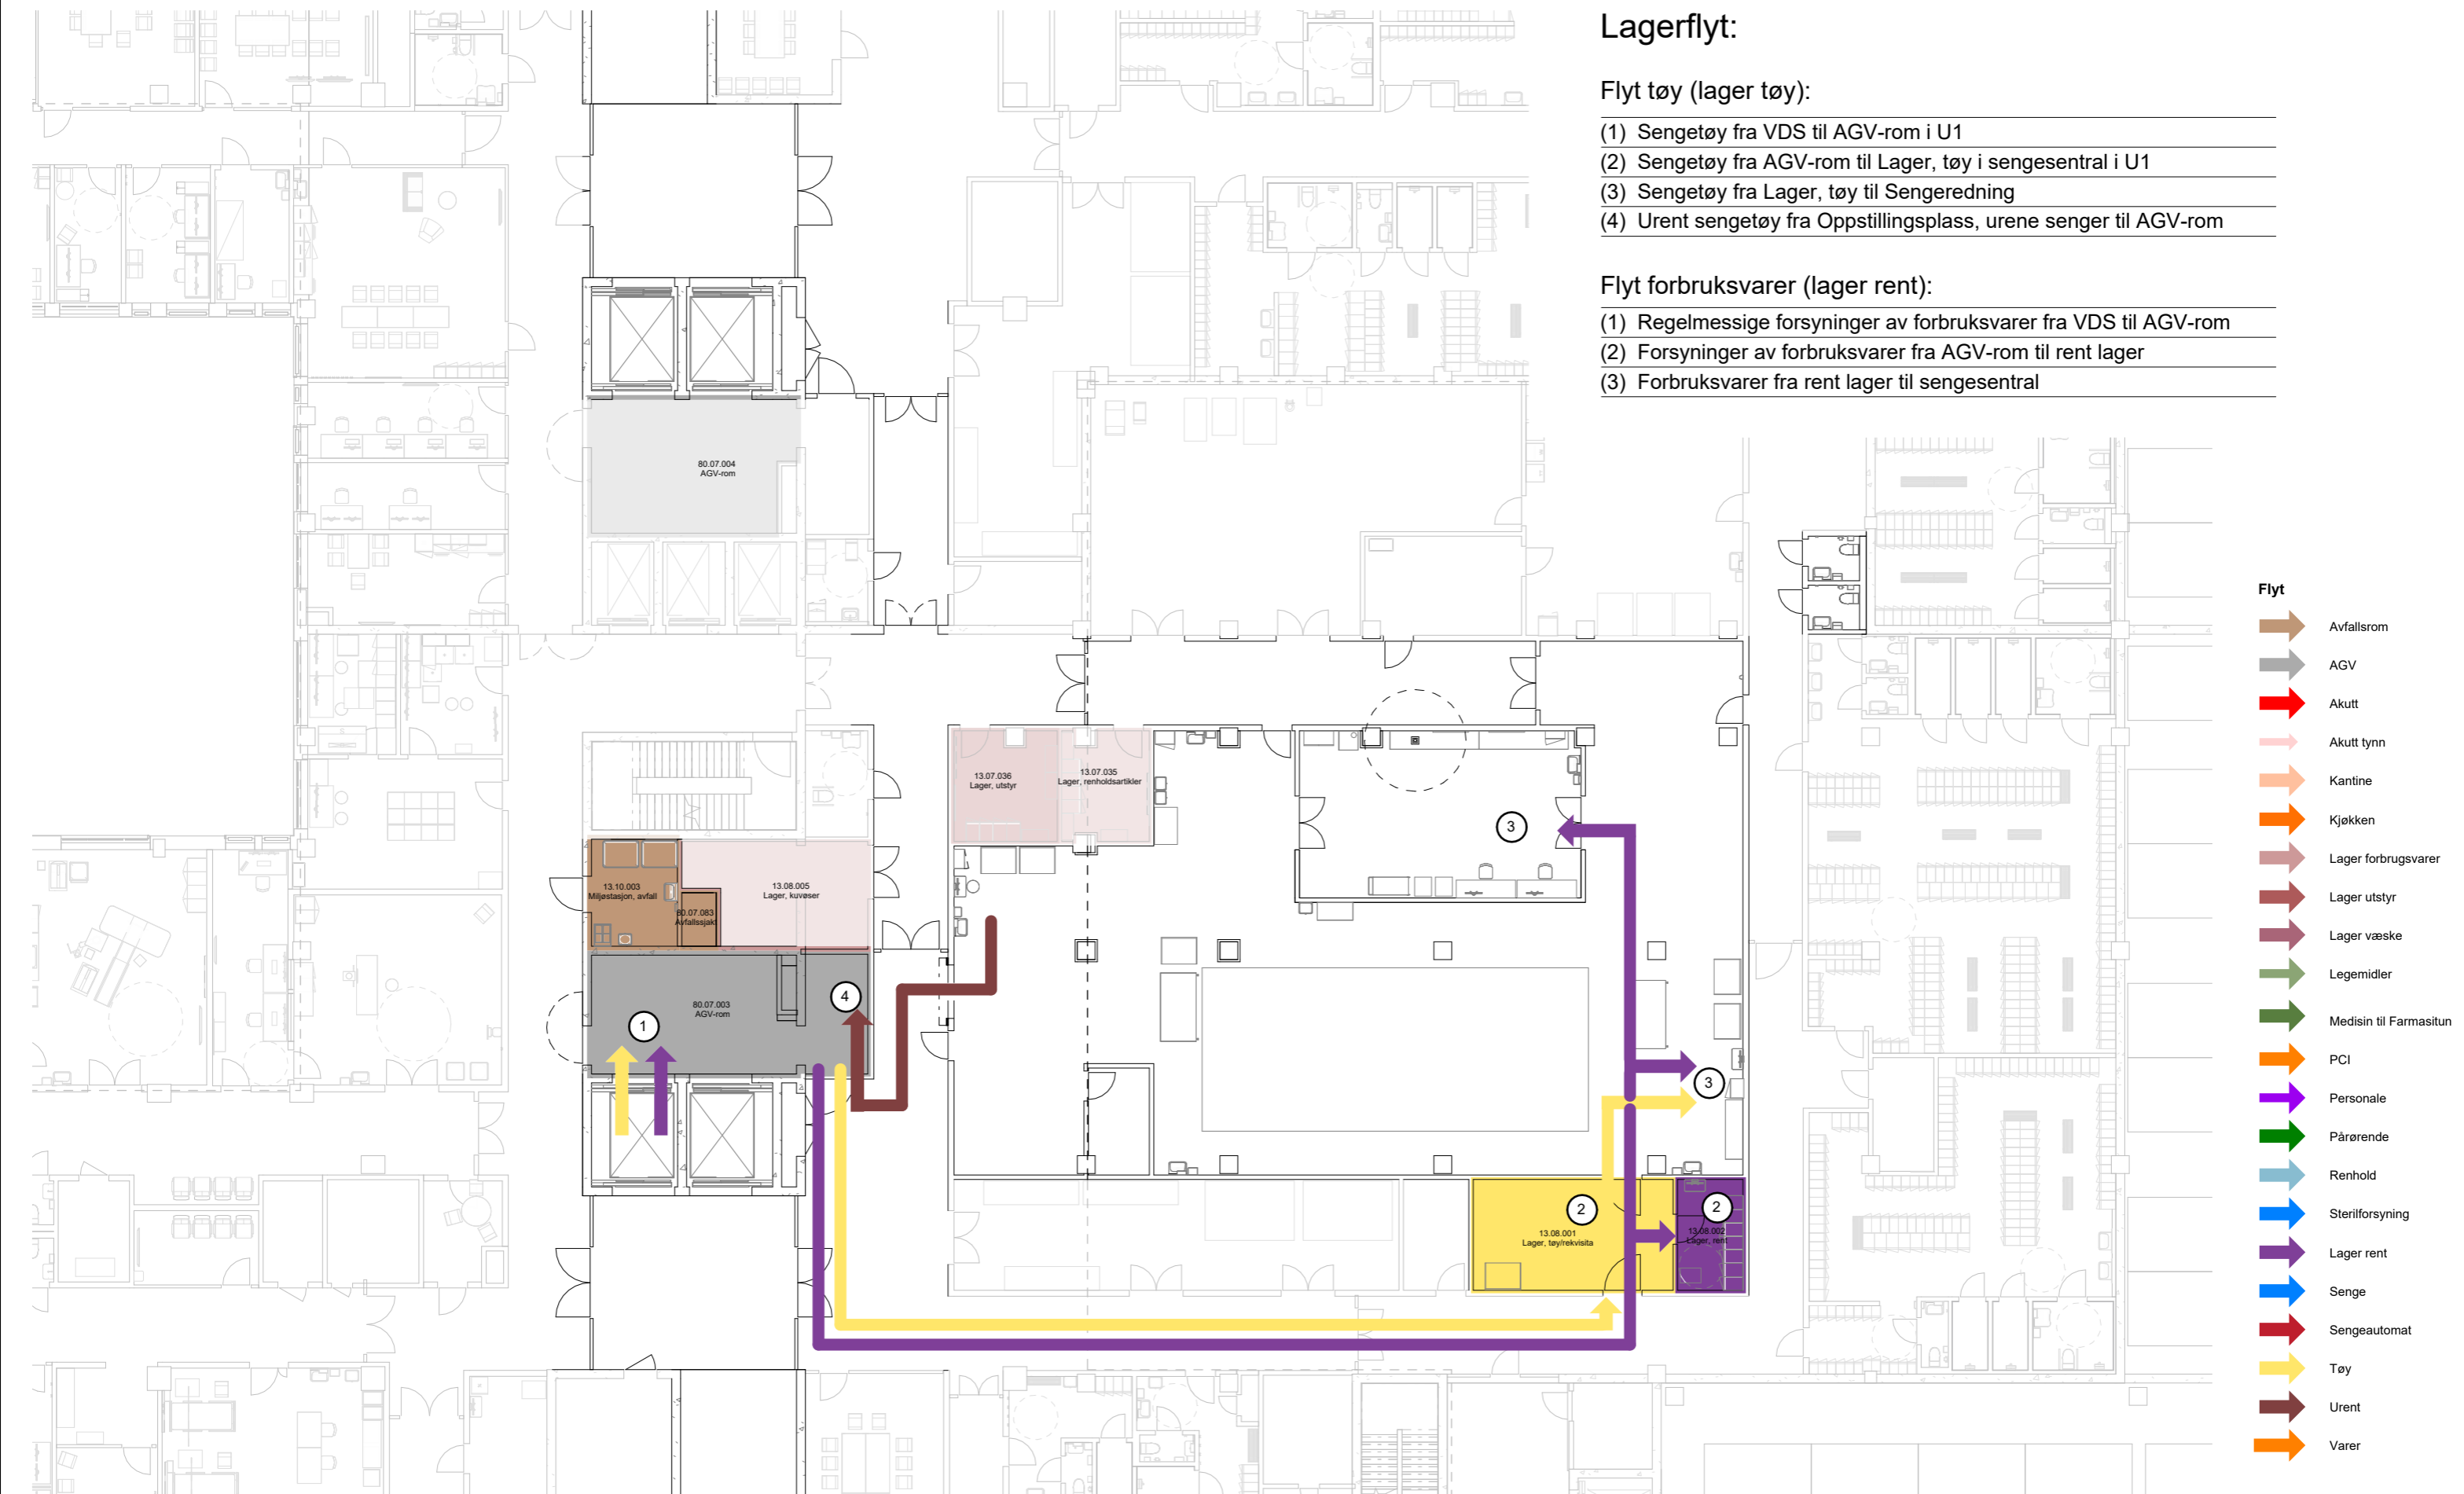 Lagerflyt:
Flyt tøy (lager tøy):
(1) Sengetøy fra VDS til AGV-rom i U1
(2) Sengetøy fra AGV-rom til Lager, tøy i sengesentral i U1
(3) Sengetøy fra Lager, tøy til Sengeredning
(4) Urent sengetøy fra Oppstillingsplass, urene senger til AGV-rom
Flyt forbruksvarer (lager rent):
(1) Regelmessige forsyninger av forbruksvarer fra VDS til AGV-rom
(2) Forsyninger av forbruksvarer fra AGV-rom til rent lager
(3) Forbruksvarer fra rent lager til sengesentral
80.07.004
AGV-rom
13.07.036
Lager, utstyr
13.07.035
Lager, renholdsartikler
3
13.10.003
Miljøstasjon, avfall
80.07.083
Avfallssjakt
13.08.005
Lager, kuvøser
80.07.003
AGV-rom
4
1
3
2
13.08.001
Lager, tøy/rekvisita
2
13.08.002
Lager, rent
Flyt
Avfallsrom
AGV
Akutt
Akutt tynn
Kantine
Kjøkken
Lager forbrugsvarer
Lager utstyr
Lager væske
Legemidler
Medisin til Farmasitun
PCI
Personale
Pårørende
Renhold
Sterilforsyning
Lager rent
Senge
Sengeautomat
Tøy
Urent
Varer